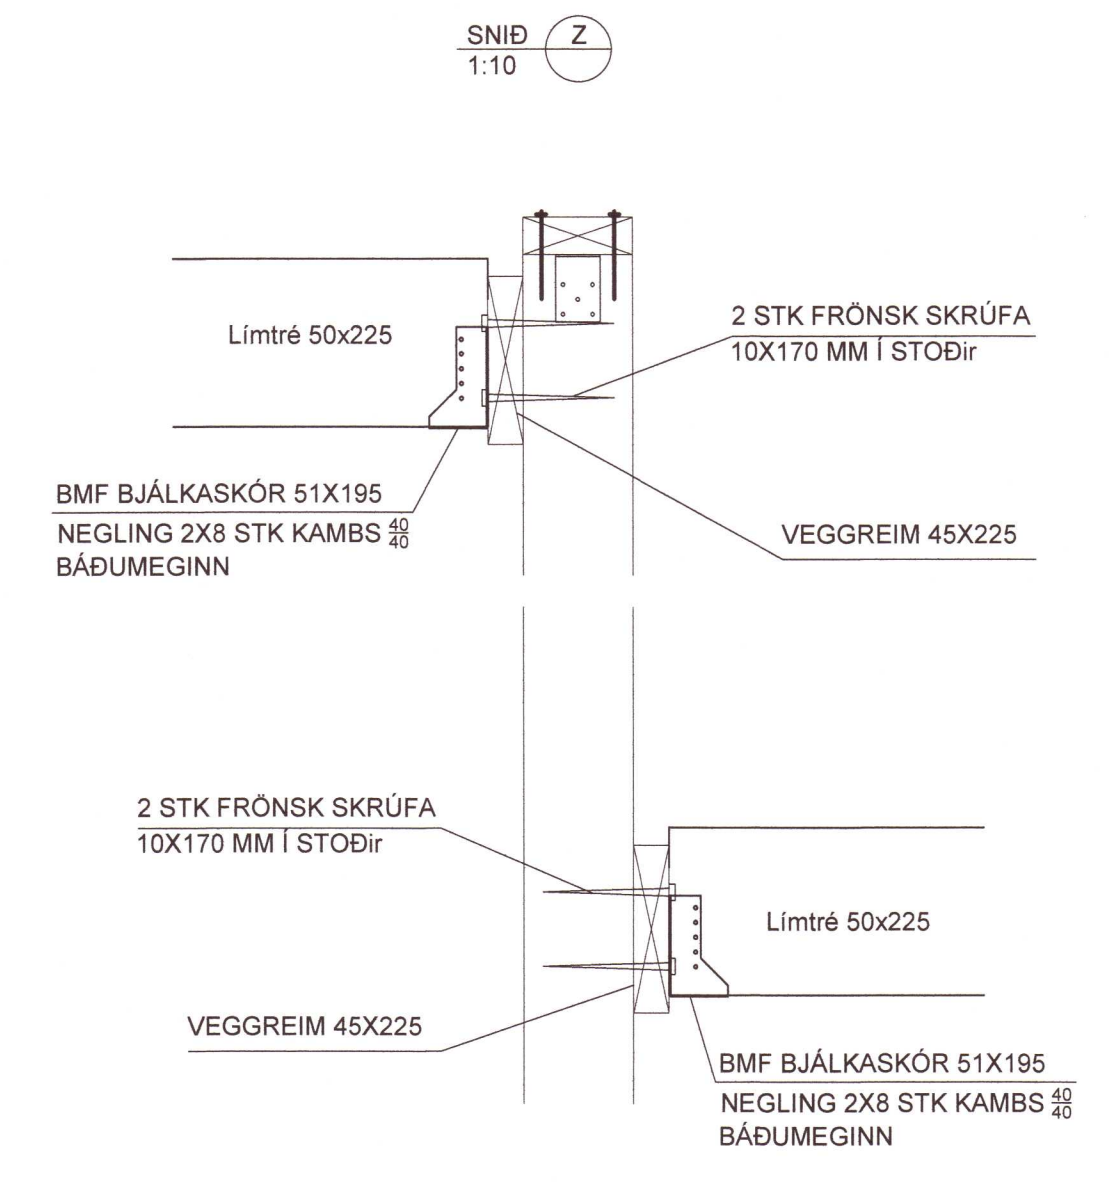 SNIÐ Z
1:10
Límtré 50x225
2 STK FRÖNSK SKRÚFA
10X170 MM Í STOÐir
BMF BJÁLKASKÓR 51X195
NEGLING 2X8 STK KAMBS 40/40
BÁÐUMEGINN
VEGGREIM 45X225
2 STK FRÖNSK SKRÚFA
10X170 MM Í STOÐir
Límtré 50x225
VEGGREIM 45X225
BMF BJÁLKASKÓR 51X195
NEGLING 2X8 STK KAMBS 40/40
BÁÐUMEGINN